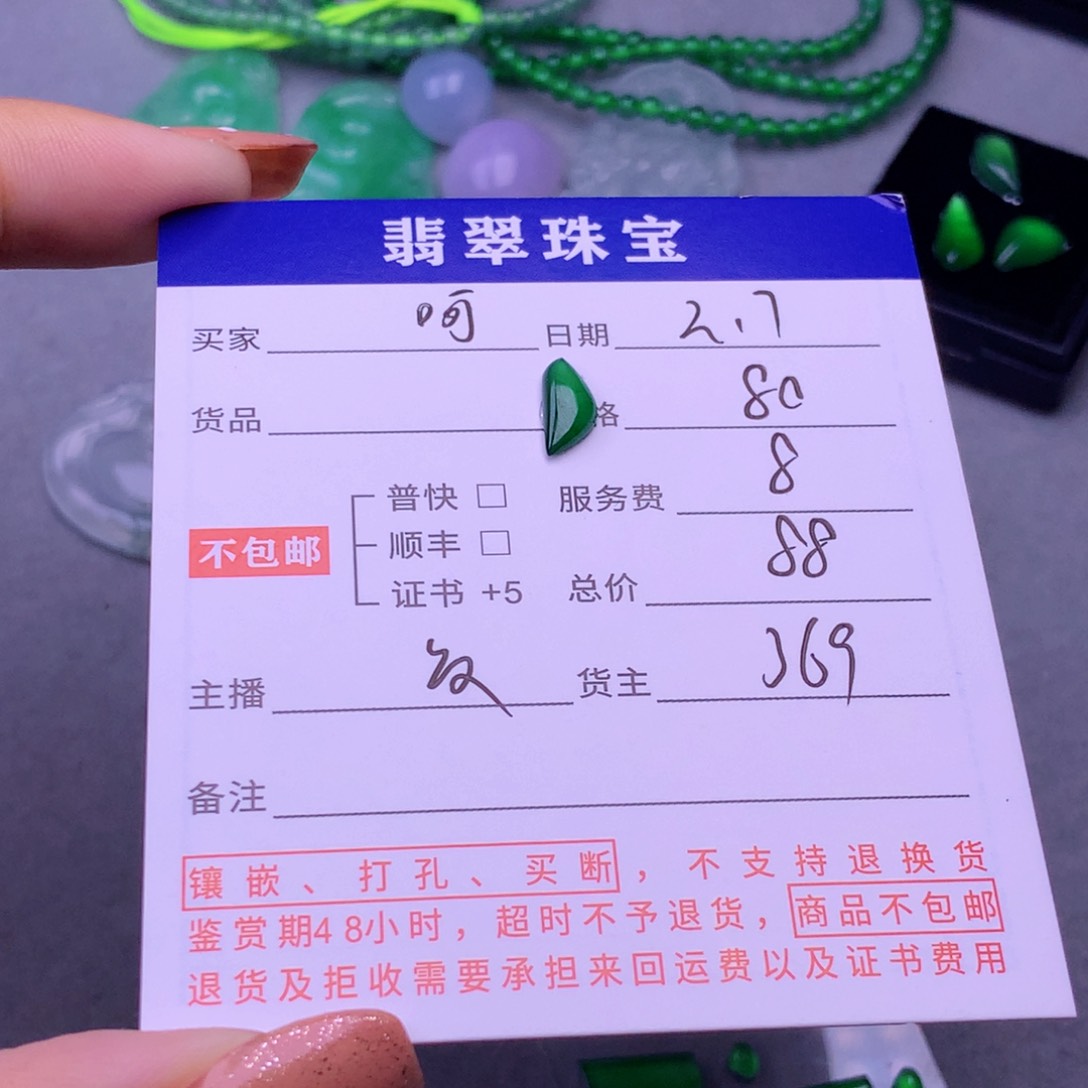 翡翠珠宝
买家 呵 日期 2.7
货品 格 80
普快 服务费 8
不包邮 顺丰
证书 +5 总价 88
主播 货主 369
备注
镶嵌、打孔、买断，不支持退换货
鉴赏期48小时，超时不予退货，商品不包邮
退货及拒收需要承担来回运费以及证书费用